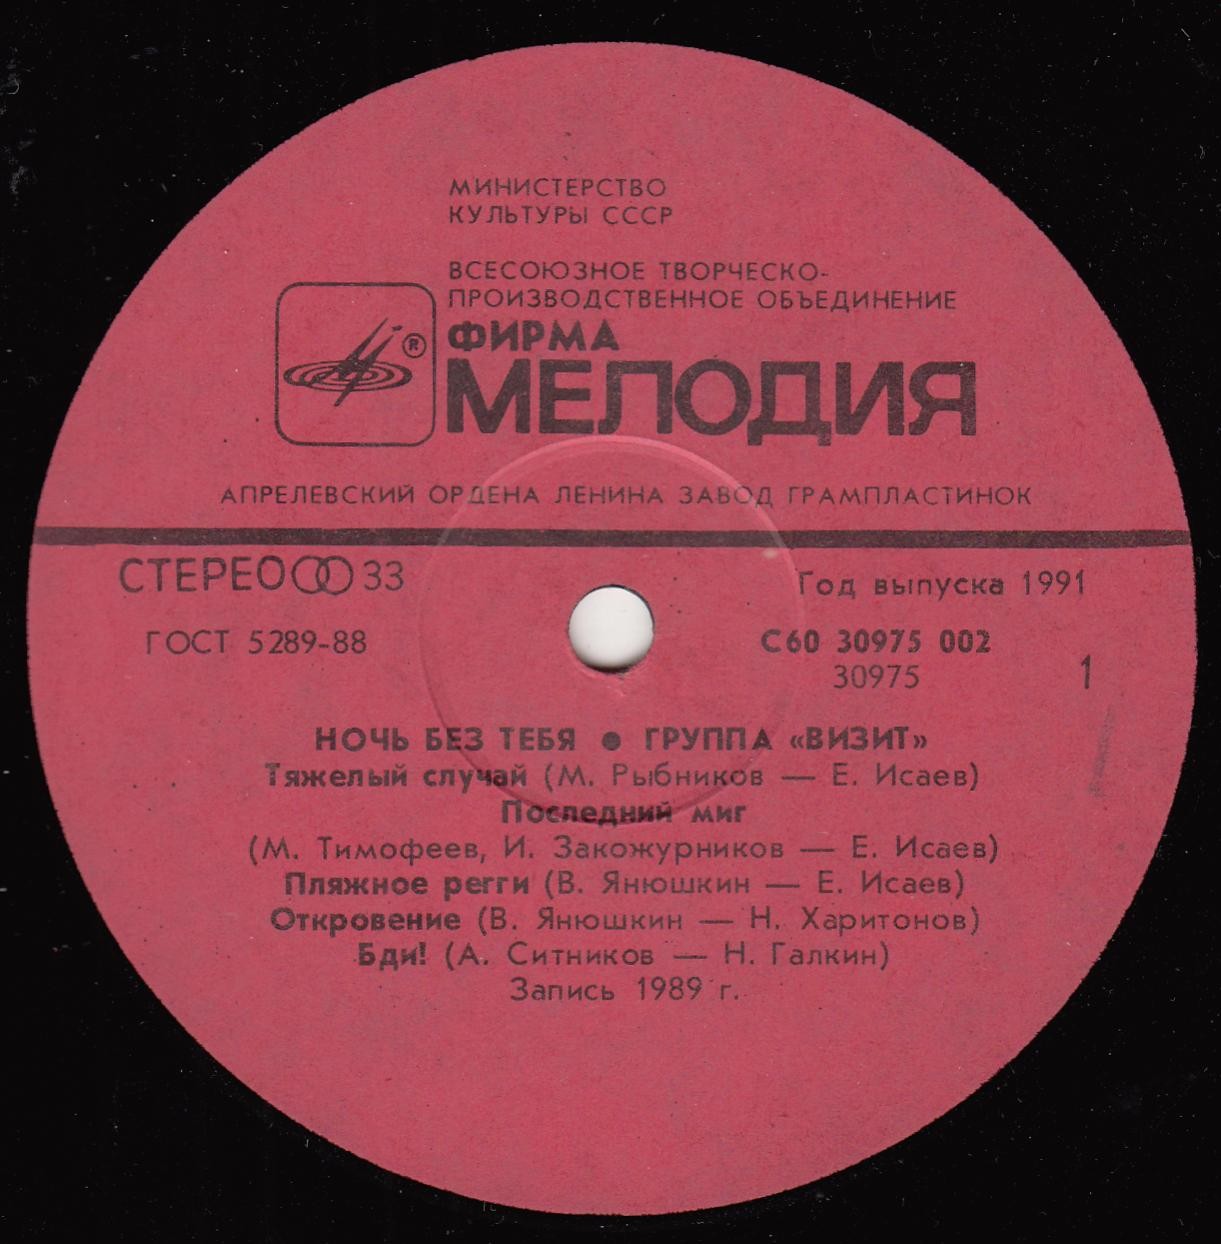 МИНИСТЕРСТВО
КУЛЬТУРЫ СССР
ВСЕСОЮЗНОЕ ТВОРЧЕСКО-
ПРОИЗВОДСТВЕННОЕ ОБЪЕДИНЕНИЕ
ФИРМА
®
МЕЛОДИЯ
АПРЕЛЕВСКИЙ ОРДЕНА ЛЕНИНА ЗАВОД ГРАМПЛАСТИНОК
СТЕРЕО 33
Год выпуска 1991
ГОСТ 5289-88
С60 30975 002
30975
1
НОЧЬ БЕЗ ТЕБЯ ● ГРУППА «ВИЗИТ»
Тяжелый случай (М. Рыбников — Е. Исаев)
Последний миг
(М. Тимофеев, И. Закожурников — Е. Исаев)
Пляжное регги (В. Янюшкин — Е. Исаев)
Откровение (В. Янюшкин — Н. Харитонов)
Бди! (А. Ситников — Н. Галкин)
Запись 1989 г.